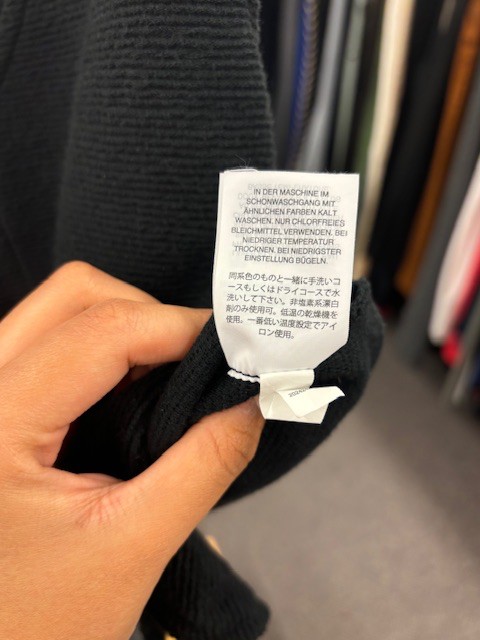 IN DER MASCHINE IM
SCHONWASCHGANG MIT
ÄHNLICHEN FARBEN KALT
WASCHEN. NUR CHLORFREIES
BLEICHMITTEL VERWENDEN. BEI
NIEDRIGER TEMPERATUR
TROCKNEN. BEI NIEDRIGSTER
EINSTELLUNG BÜGELN.
同系色のものと一緒に手洗いコ
ースもしくはドライコースで水
洗いして下さい。非塩素系漂白
剤のみ使用可。低温の乾燥機を
使用。一番低い温度設定でアイ
ロン使用。